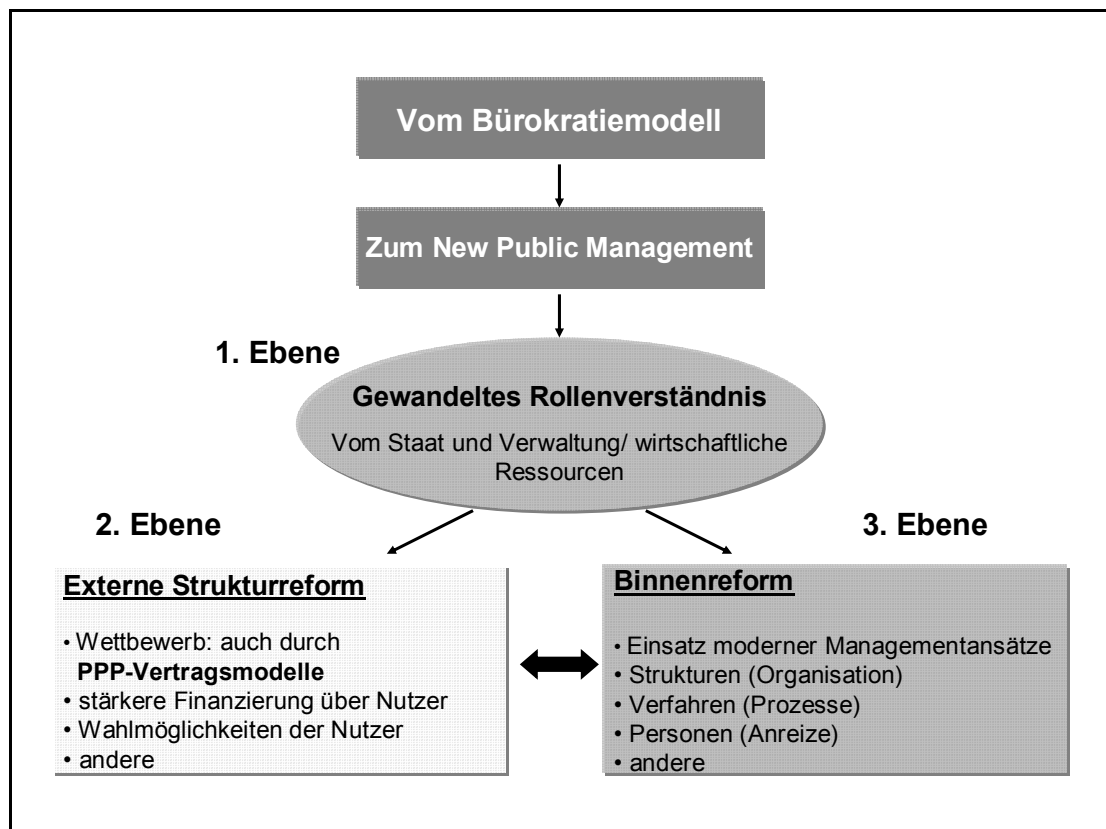 Vom Bürokratiemodell
Zum New Public Management
1. Ebene
Gewandeltes Rollenverständnis
Vom Staat und Verwaltung/ wirtschaftliche
Ressourcen
2. Ebene
3. Ebene
Externe Strukturreform
• Wettbewerb: auch durch
PPP-Vertragsmodelle
• stärkere Finanzierung über Nutzer
• Wahlmöglichkeiten der Nutzer
• andere
Binnenreform
• Einsatz moderner Managementansätze
• Strukturen (Organisation)
• Verfahren (Prozesse)
• Personen (Anreize)
• andere